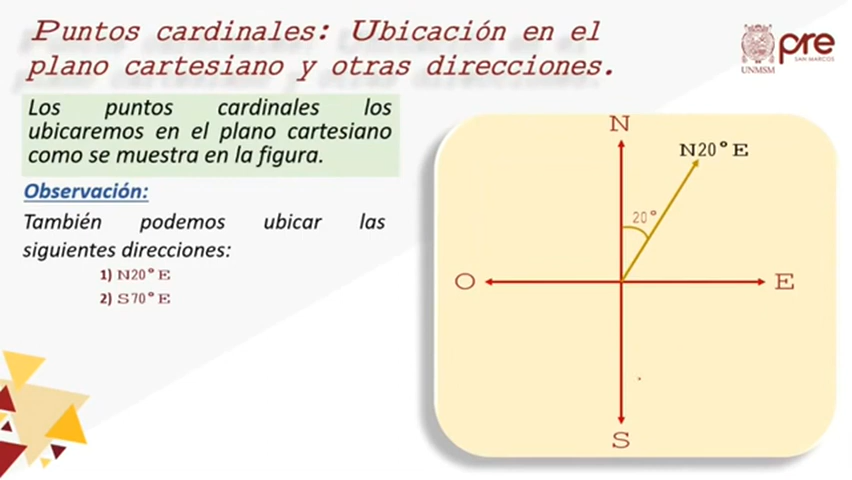 Puntos cardinales: Ubicación en el
plano cartesiano y otras direcciones.
UNMSM
pre
SAN MARCOS
Los puntos cardinales los
ubicaremos en el plano cartesiano
como se muestra en la figura.
Observación:
También podemos ubicar las
siguientes direcciones:
1) N20°E
2) S70°E
N
N20°E
20°
O
E
S